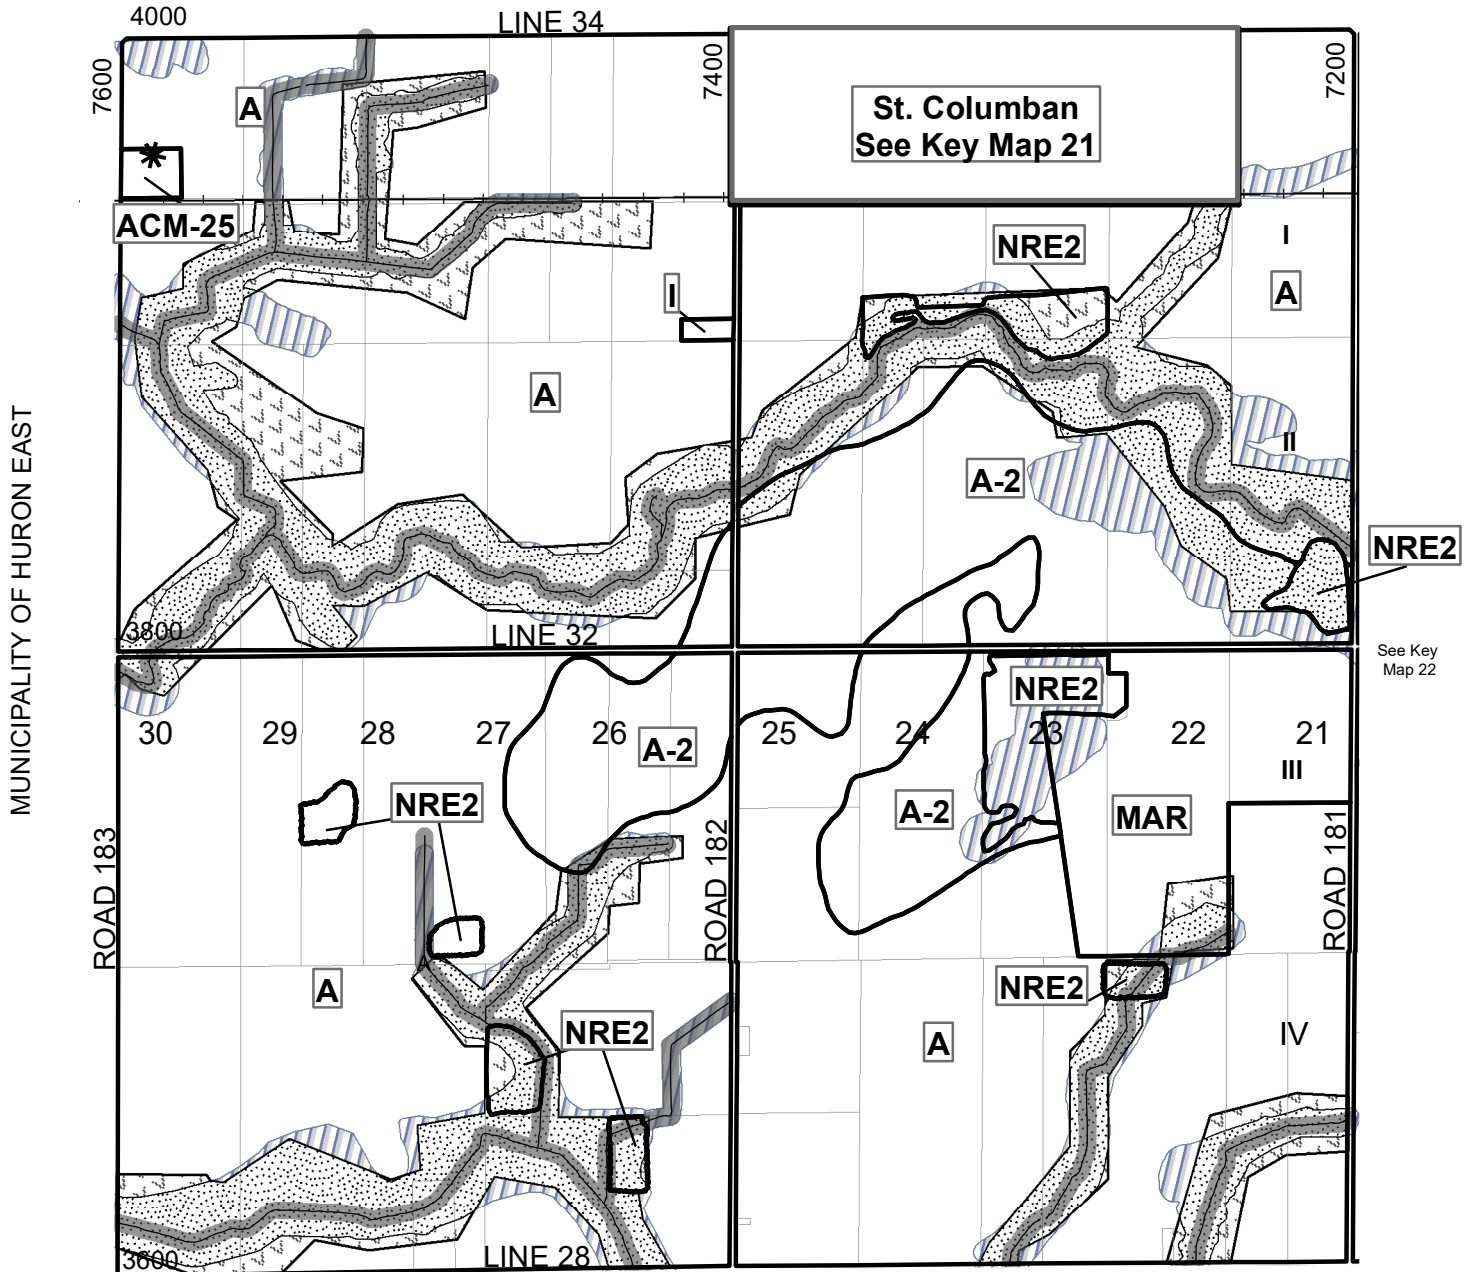 4000
LINE 34
7600
7400
7200
A
St. Columban
See Key Map 21
ACM-25
NRE2
I
I
A
A
II
A-2
NRE2
MUNICIPALITY OF HURON EAST
3800
LINE 32
See Key
Map 22
NRE2
30
29
28
27
26
25
24
23
22
21
A-2
III
NRE2
A-2
MAR
ROAD 183
ROAD 182
ROAD 181
A
NRE2
NRE2
A
IV
3600
LINE 28